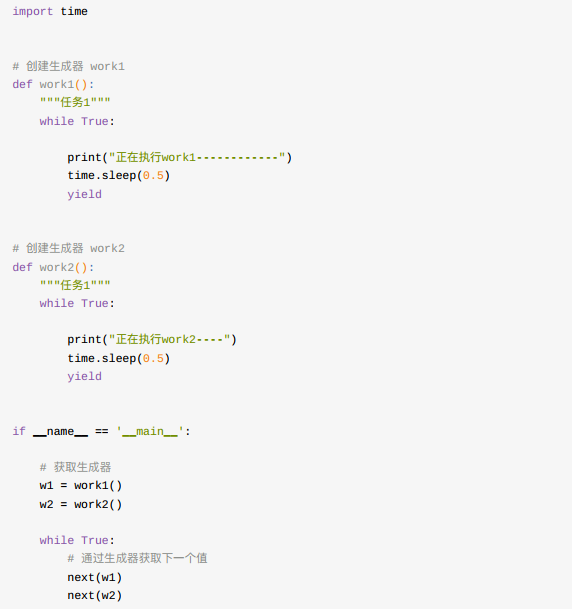 import time
# 创建生成器 work1
def work1():
    """任务1"""
    while True:
        print("正在执行work1------------")
        time.sleep(0.5)
        yield
# 创建生成器 work2
def work2():
    """任务1"""
    while True:
        print("正在执行work2----")
        time.sleep(0.5)
        yield
if __name__ == '__main__':
    # 获取生成器
    w1 = work1()
    w2 = work2()
    while True:
        # 通过生成器获取下一个值
        next(w1)
        next(w2)